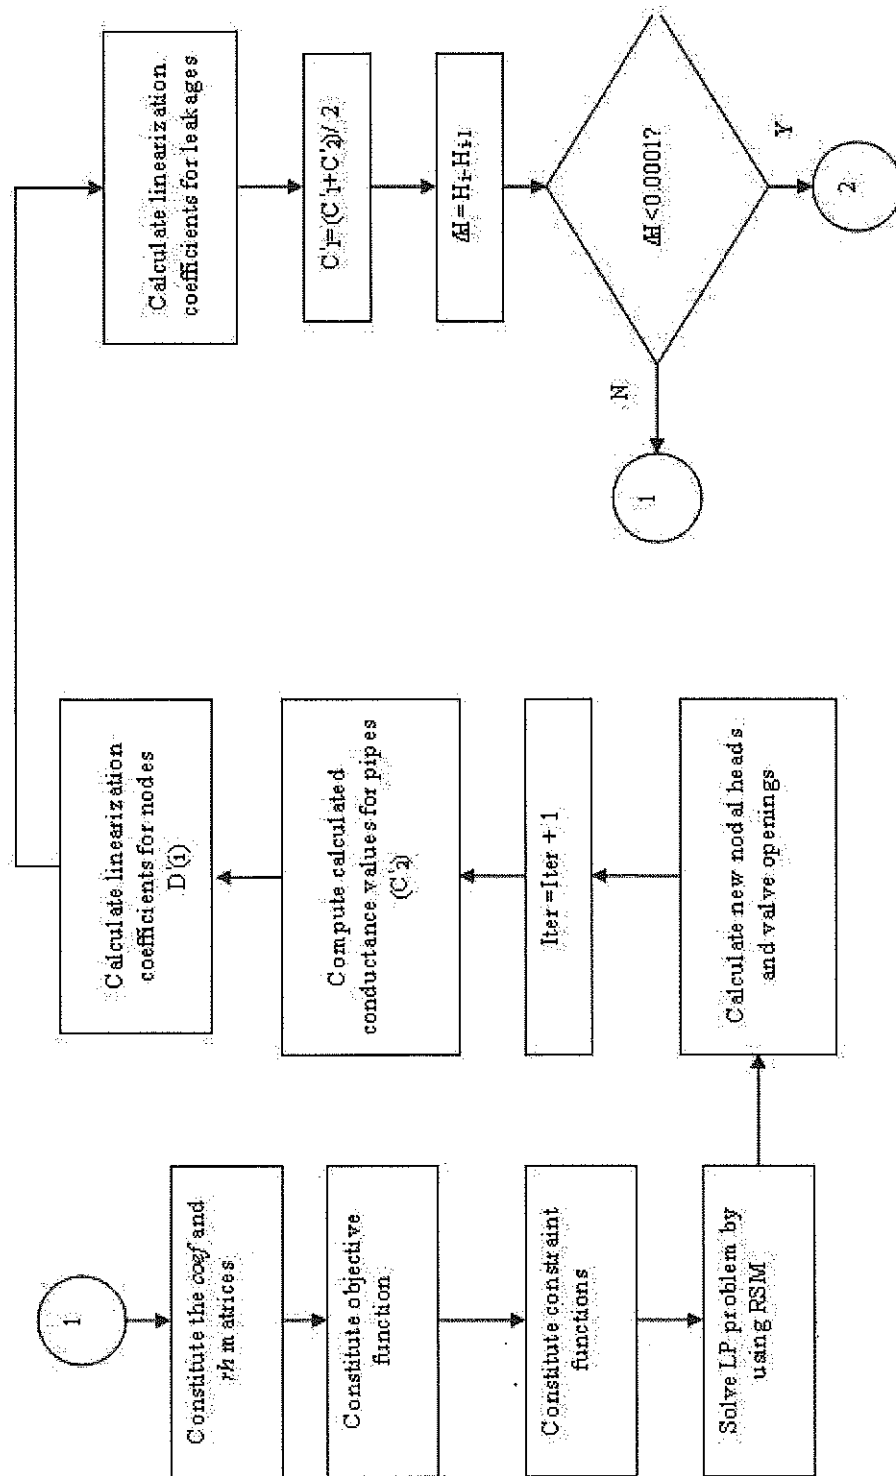 1
Constitute the coef and
rh matrices
Constitute objective
function
Constitute constraint
functions
Solve LP problem by
using RSM
Calculate new nodal heads
and valve openings
Iter =Iter + 1
Compute calculated
conductance values for pipes
(C'2)
Calculate linearization
coefficients for nodes
D'(i)
Calculate linearization
coefficients for leakages
C'1=(C'1+C'2)/ 2
ΔH = Hi-Hi-1
ΔH <0.0001?
N
1
Y
2